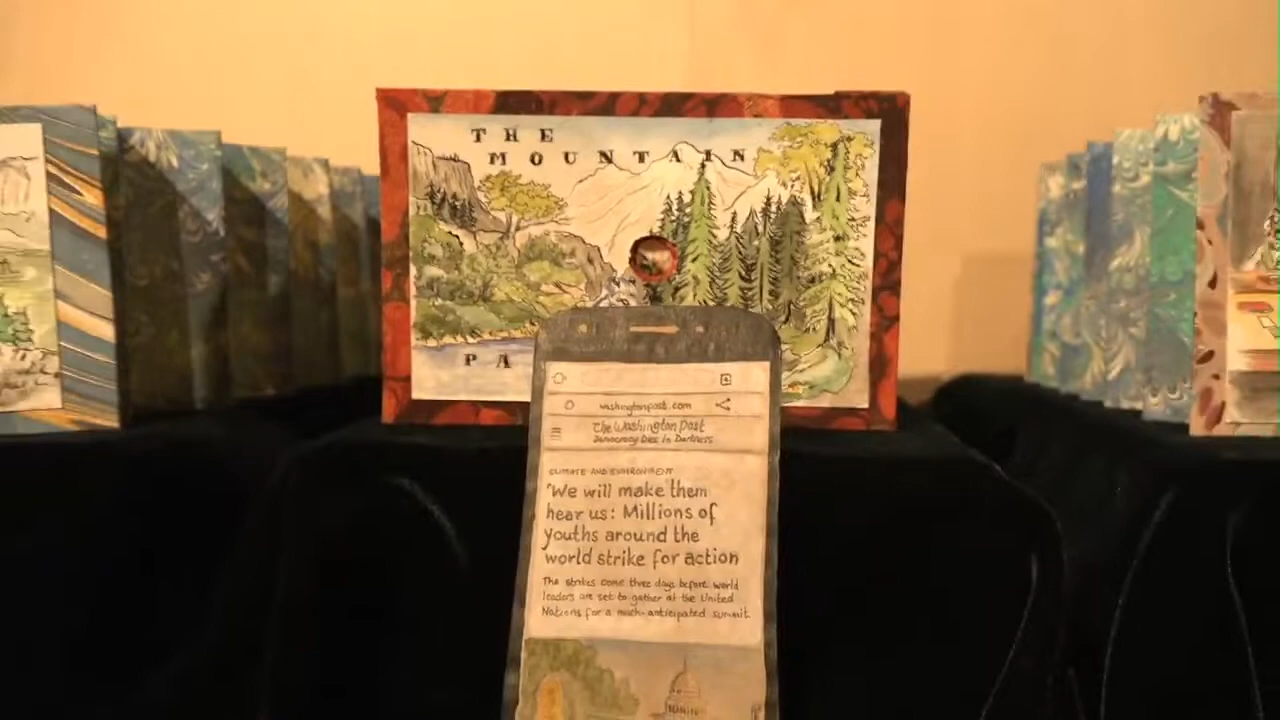 THE
MOUNTAIN
PA
washingtonpost.com
The Washington Post
Democracy Dies in Darkness
CLIMATE AND ENVIRONMENT
"We will make them
hear us: Millions of
youths around the
world strike for action
The strikes come three days before world
leaders are set to gather at the United
Nations for a much-anticipated summit.